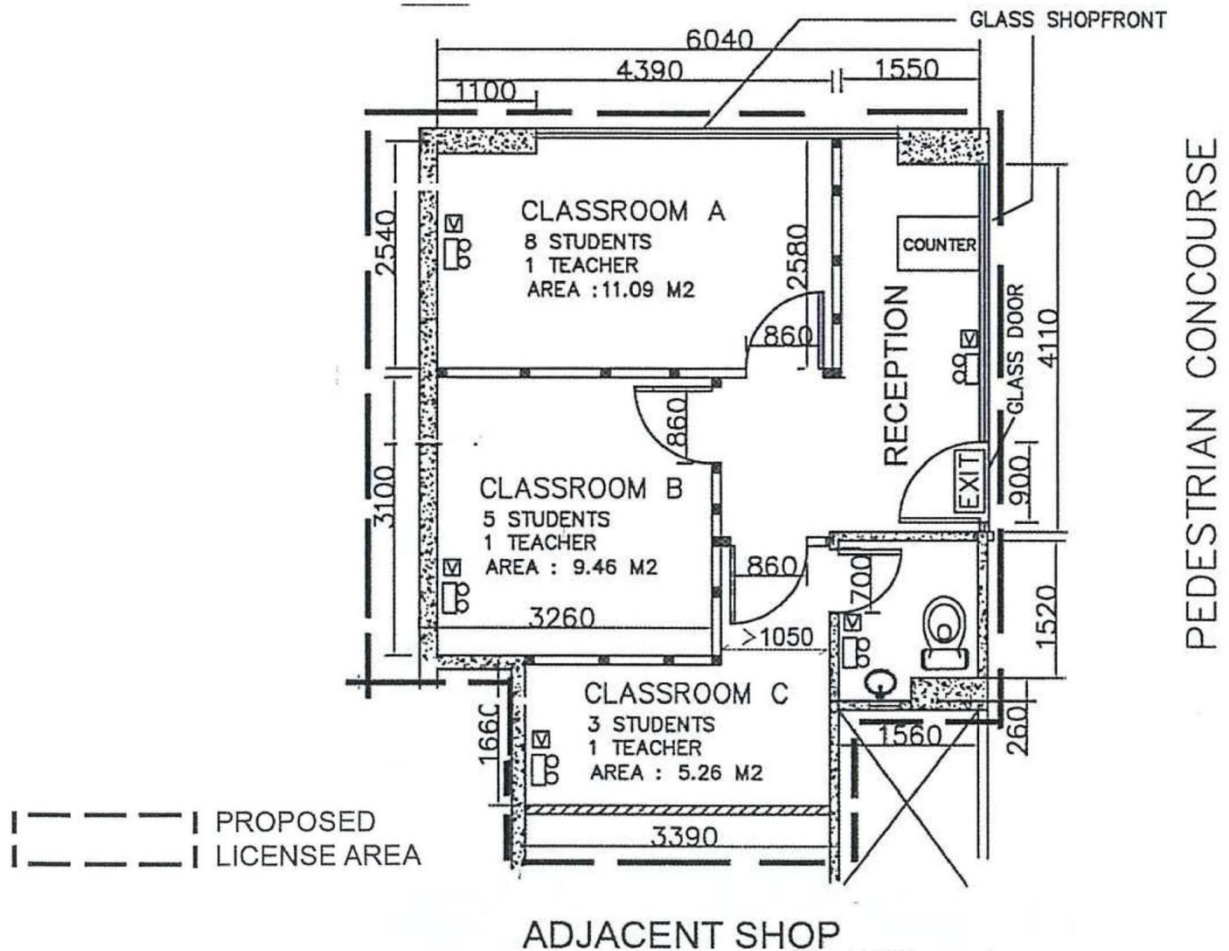 GLASS SHOPFRONT
6040
4390
1550
1100
2540
CLASSROOM A
8 STUDENTS
1 TEACHER
AREA :11.09 M2
2580
860
V
COUNTER
RECEPTION
V
GLASS DOOR
4110
PEDESTRIAN CONCOURSE
860
3100
CLASSROOM B
5 STUDENTS
1 TEACHER
AREA : 9.46 M2
V
3260
EXIT
900
860
700
V
>1050
1520
CLASSROOM C
3 STUDENTS
1 TEACHER
AREA : 5.26 M2
V
1660
1560
260
3390
PROPOSED
LICENSE AREA
ADJACENT SHOP
V